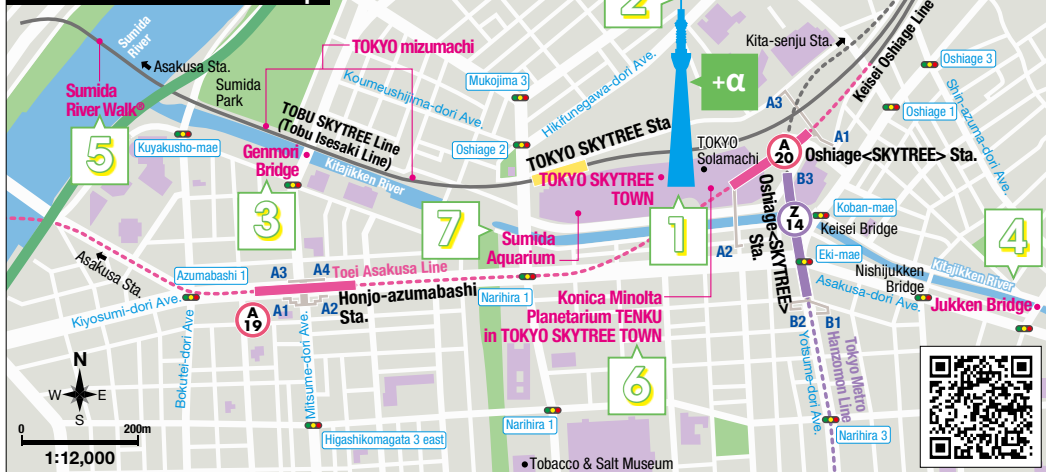 2
Kita-senju Sta.
Keisei Oshiage Line
Oshiage 3
Sumida
River
Asakusa Sta.
TOKYO mizumachi
Koumeushijima-dori Ave.
Mukojima 3
Hikifunegawa-dori Ave.
+α
A3
Oshiage 1
Shin-azuma-dori Ave.
Sumida
River Walk®
Sumida
Park
5
TOBU SKYTREE Line
(Tobu Isesaki Line)
Kuyakusho-mae
Genmori
Bridge
Kitajikken River
Oshiage 2
TOKYO SKYTREE Sta
TOKYO
Solamachi
A1
A
20
Oshiage<SKYTREE> Sta.
B3
TOKYO SKYTREE
TOWN
3
7
Sumida
Aquarium
1
A2
Oshiage<SKYTREE>
Sta.
Z
14
Koban-mae
Keisei Bridge
Eki-mae
4
Nishijukken
Bridge
Kitajikken River
Asakusa-dori Ave.
Jukken Bridge
Asakusa Sta.
Azumabashi 1
A3
A4
Toei Asakusa Line
Kiyosumi-dori Ave.
A
19
A1
A2
Honjo-azumabashi
Sta.
Narihira 1
Konica Minolta
Planetarium TENKU
in TOKYO SKYTREE TOWN
6
B2
B1
Tokyo Metro
Hanzomon Line
Yotsume-dori Ave.
Bokutei-dori Ave
Mitsume-dori Ave.
N
W
E
S
0
200m
1:12,000
Higashikomagata 3 east
Narihira 1
Narihira 3
Tobacco & Salt Museum